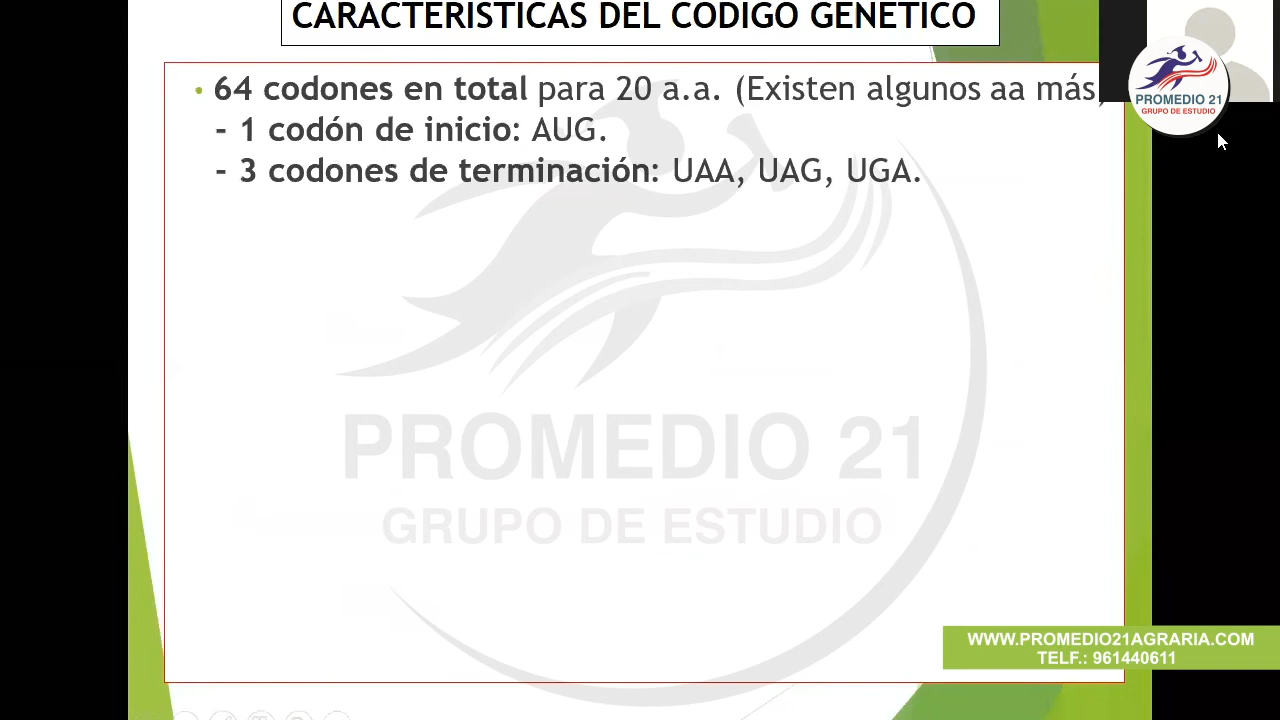 CARACTERISTICAS DEL CODIGO GENETICO
• 64 codones en total para 20 a.a. (Existen algunos aa más)
- 1 codón de inicio: AUG.
- 3 codones de terminación: UAA, UAG, UGA.
PROMEDIO 21
GRUPO DE ESTUDIO
PROMEDIO 21
GRUPO DE ESTUDIO
WWW.PROMEDIO21AGRARIA.COM
TELF.: 961440611